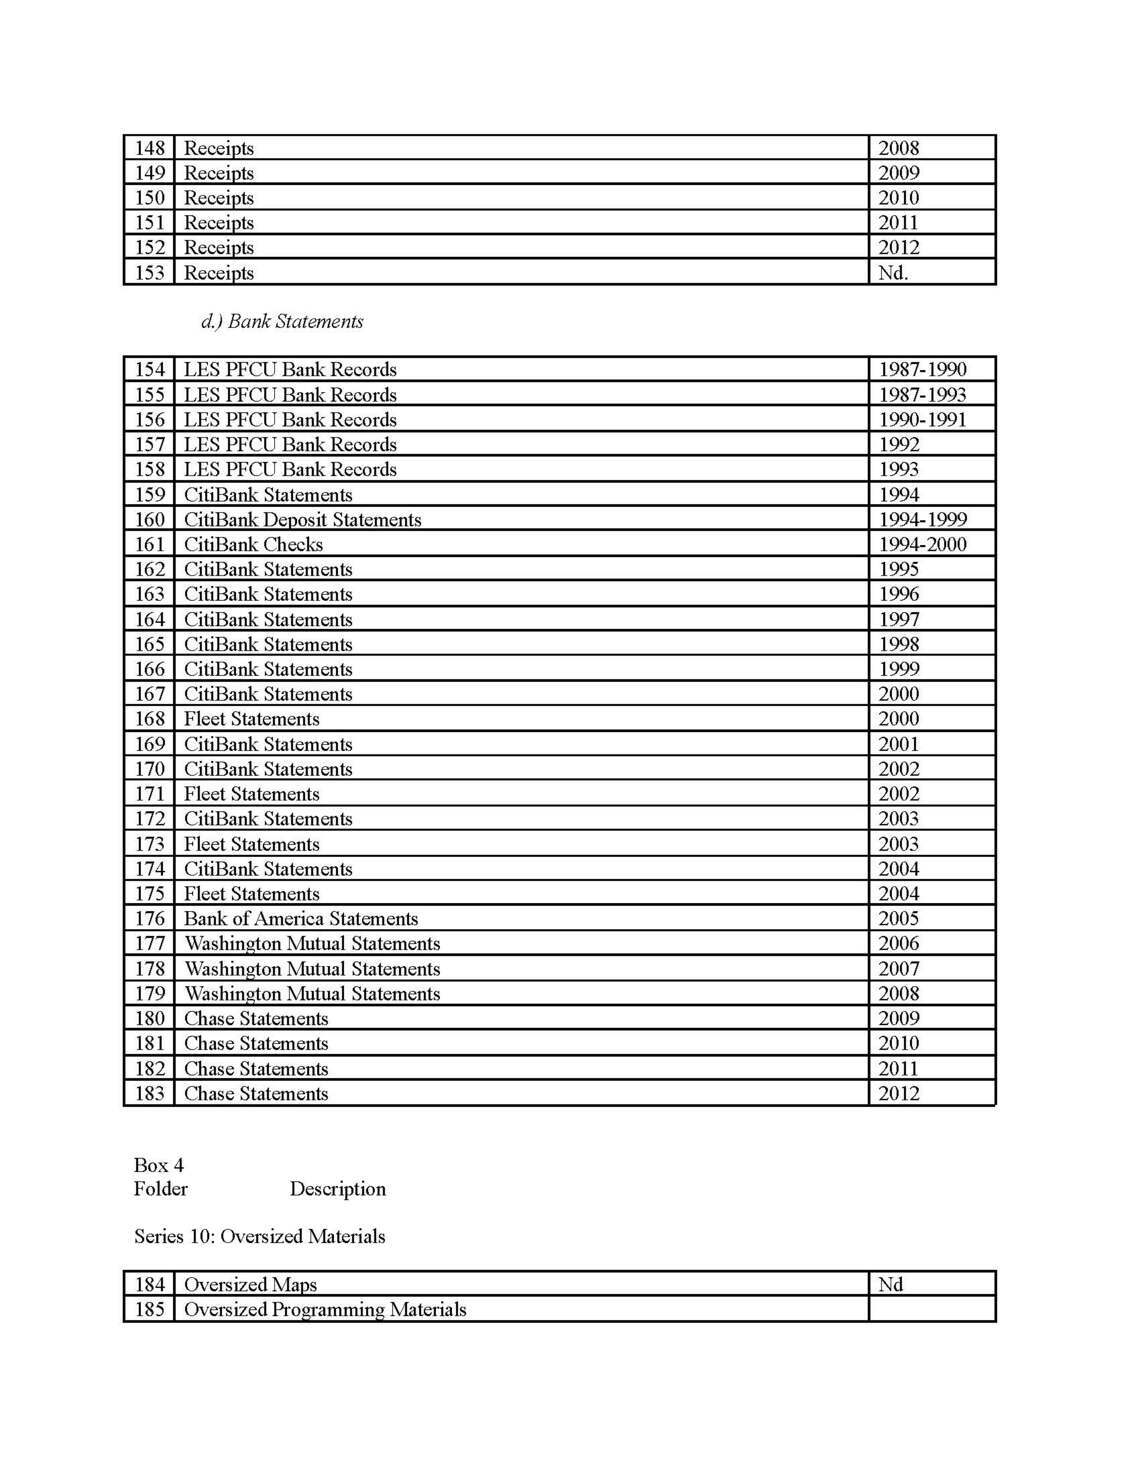 148 Receipts 2008
149 Receipts 2009
150 Receipts 2010
151 Receipts 2011
152 Receipts 2012
153 Receipts Nd.
d.) Bank Statements
154 LES PFCU Bank Records 1987-1990
155 LES PFCU Bank Records 1987-1993
156 LES PFCU Bank Records 1990-1991
157 LES PFCU Bank Records 1992
158 LES PFCU Bank Records 1993
159 CitiBank Statements 1994
160 CitiBank Deposit Statements 1994-1999
161 CitiBank Checks 1994-2000
162 CitiBank Statements 1995
163 CitiBank Statements 1996
164 CitiBank Statements 1997
165 CitiBank Statements 1998
166 CitiBank Statements 1999
167 CitiBank Statements 2000
168 Fleet Statements 2000
169 CitiBank Statements 2001
170 CitiBank Statements 2002
171 Fleet Statements 2002
172 CitiBank Statements 2003
173 Fleet Statements 2003
174 CitiBank Statements 2004
175 Fleet Statements 2004
176 Bank of America Statements 2005
177 Washington Mutual Statements 2006
178 Washington Mutual Statements 2007
179 Washington Mutual Statements 2008
180 Chase Statements 2009
181 Chase Statements 2010
182 Chase Statements 2011
183 Chase Statements 2012
Box 4
Folder Description
Series 10: Oversized Materials
184 Oversized Maps Nd
185 Oversized Programming Materials